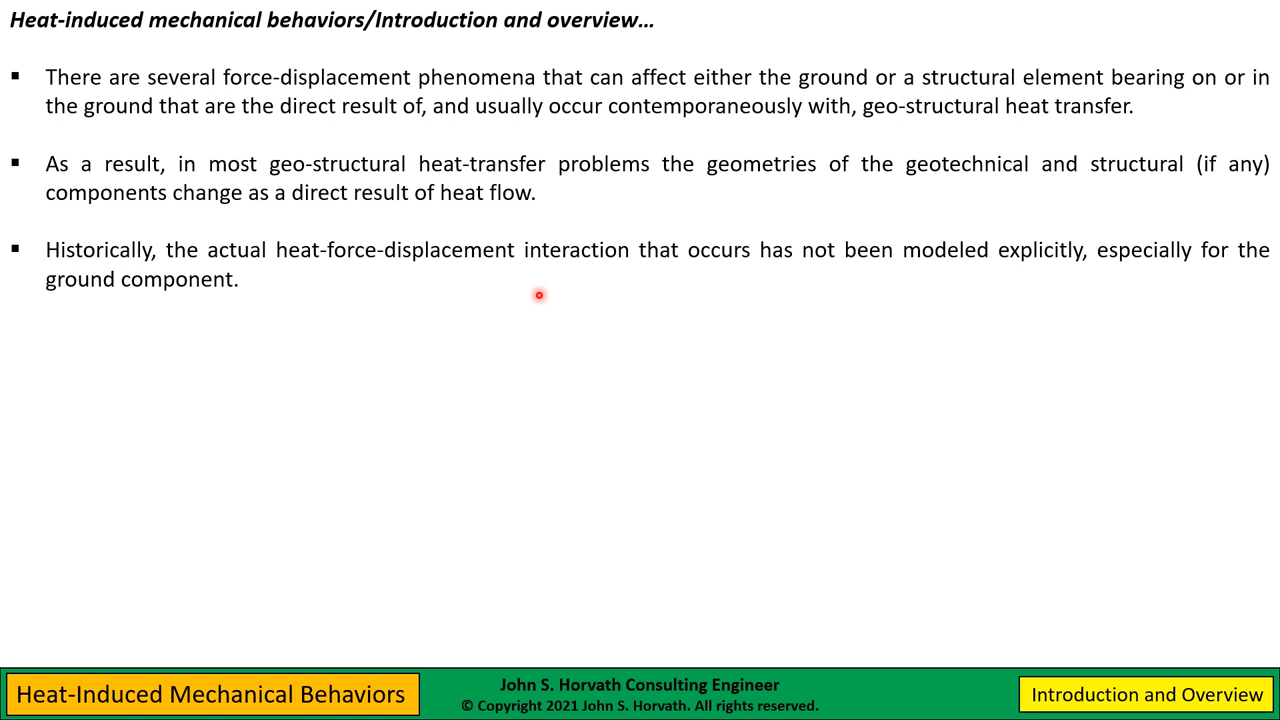 Heat-induced mechanical behaviors/Introduction and overview...
▪ There are several force-displacement phenomena that can affect either the ground or a structural element bearing on or in
the ground that are the direct result of, and usually occur contemporaneously with, geo-structural heat transfer.
▪ As a result, in most geo-structural heat-transfer problems the geometries of the geotechnical and structural (if any)
components change as a direct result of heat flow.
▪ Historically, the actual heat-force-displacement interaction that occurs has not been modeled explicitly, especially for the
ground component.
Heat-Induced Mechanical Behaviors
John S. Horvath Consulting Engineer
© Copyright 2021 John S. Horvath. All rights reserved.
Introduction and Overview